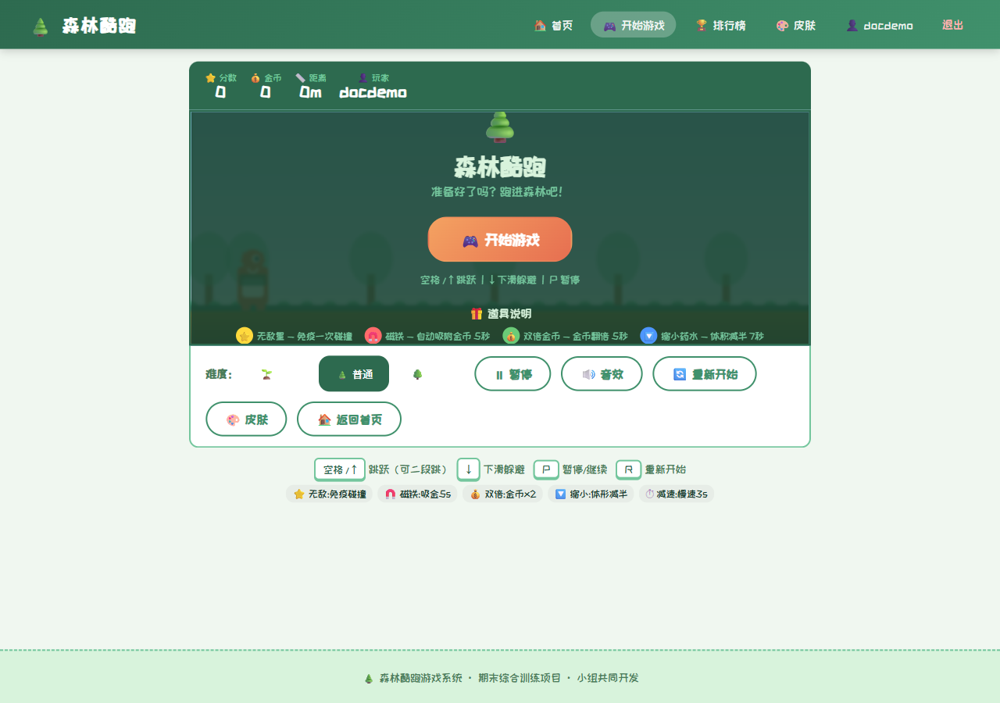 森林酷跑
首页
开始游戏
排行榜
皮肤
docdemo
退出
分数
金币
距离
玩家
0
0
0m
docdemo
森林酷跑
准备好了吗？跑进森林吧！
开始游戏
空格 / ↑ 跳跃 | ↓ 下滑躲避 | P 暂停
道具说明
无敌星 — 免疫一次碰撞
磁铁 — 自动吸附金币 5秒
双倍金币 — 金币翻倍 5秒
缩小药水 — 体积减半 7秒
难度：
普通
暂停
音效
重新开始
皮肤
返回首页
空格 / ↑ 跳跃（可二段跳） ↓ 下滑躲避 P 暂停/继续 R 重新开始
无敌:免疫碰撞
磁铁:吸金5s
双倍:金币×2
缩小:体形减半
减速:慢速3s
森林酷跑游戏系统 · 期末综合训练项目 · 小组共同开发